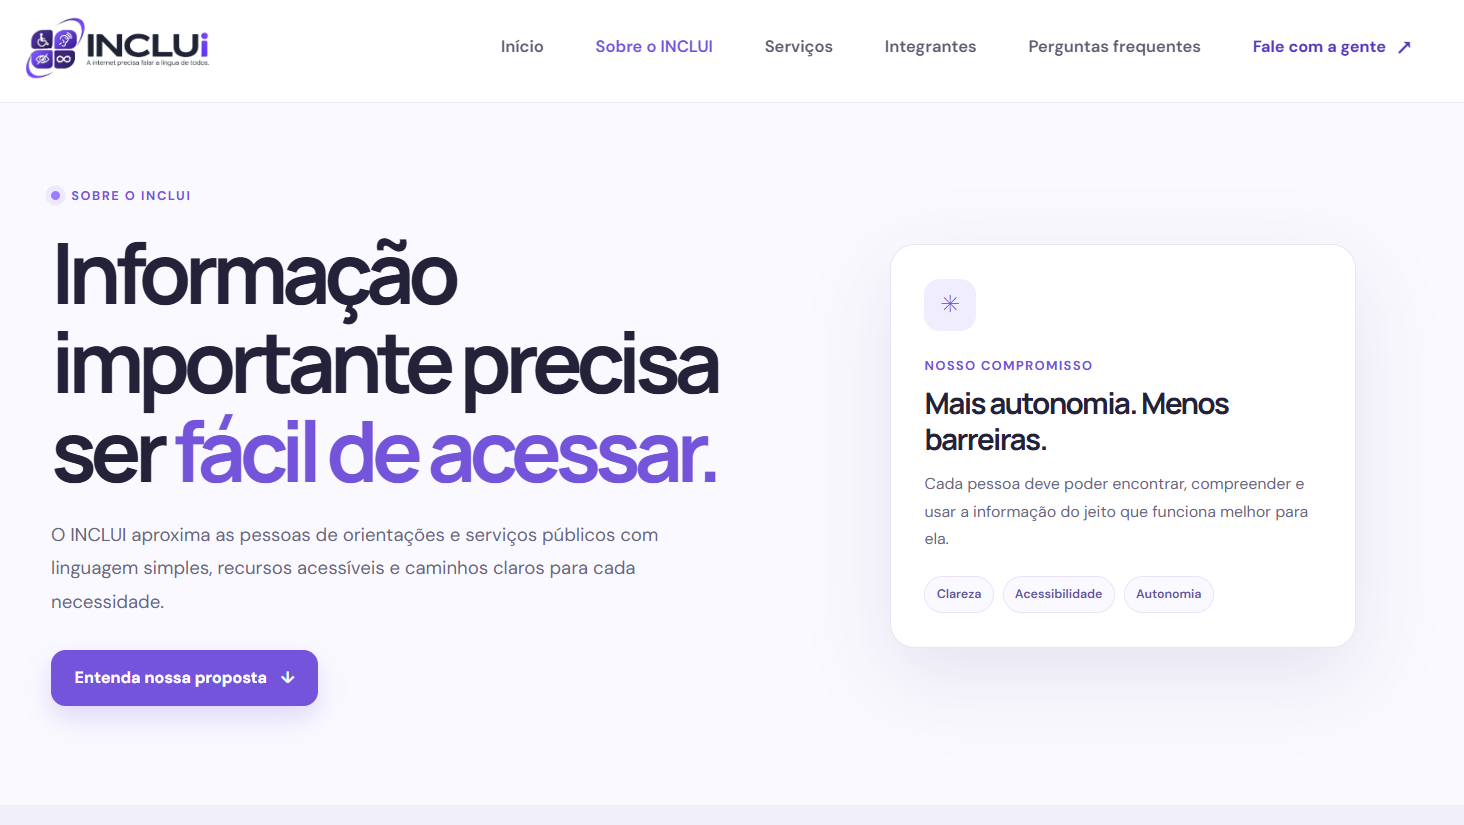 INCLUi
A internet precisa falar a língua de todos.
Início
Sobre o INCLUI
Serviços
Integrantes
Perguntas frequentes
Fale com a gente ↗
SOBRE O INCLUI
Informação
importante precisa
ser fácil de acessar.
O INCLUI aproxima as pessoas de orientações e serviços públicos com
linguagem simples, recursos acessíveis e caminhos claros para cada
necessidade.
Entenda nossa proposta ↓
NOSSO COMPROMISSO
Mais autonomia. Menos
barreiras.
Cada pessoa deve poder encontrar, compreender e
usar a informação do jeito que funciona melhor para
ela.
Clareza
Acessibilidade
Autonomia